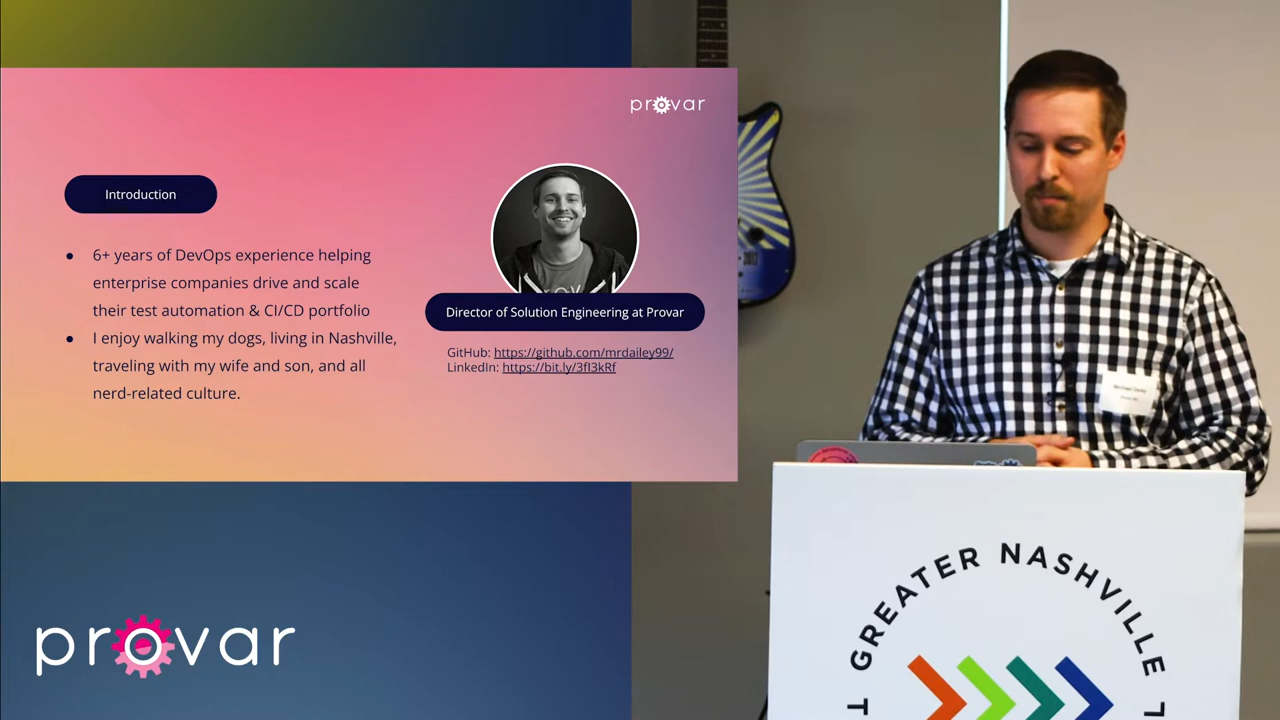 provar
Introduction
6+ years of DevOps experience helping
enterprise companies drive and scale
their test automation & CI/CD portfolio
I enjoy walking my dogs, living in Nashville,
traveling with my wife and son, and all
nerd-related culture.
Director of Solution Engineering at Provar
GitHub: https://github.com/mrdailey99/
LinkedIn: https://bit.ly/3fI3kRf
provar
GREATER NASHVILLE